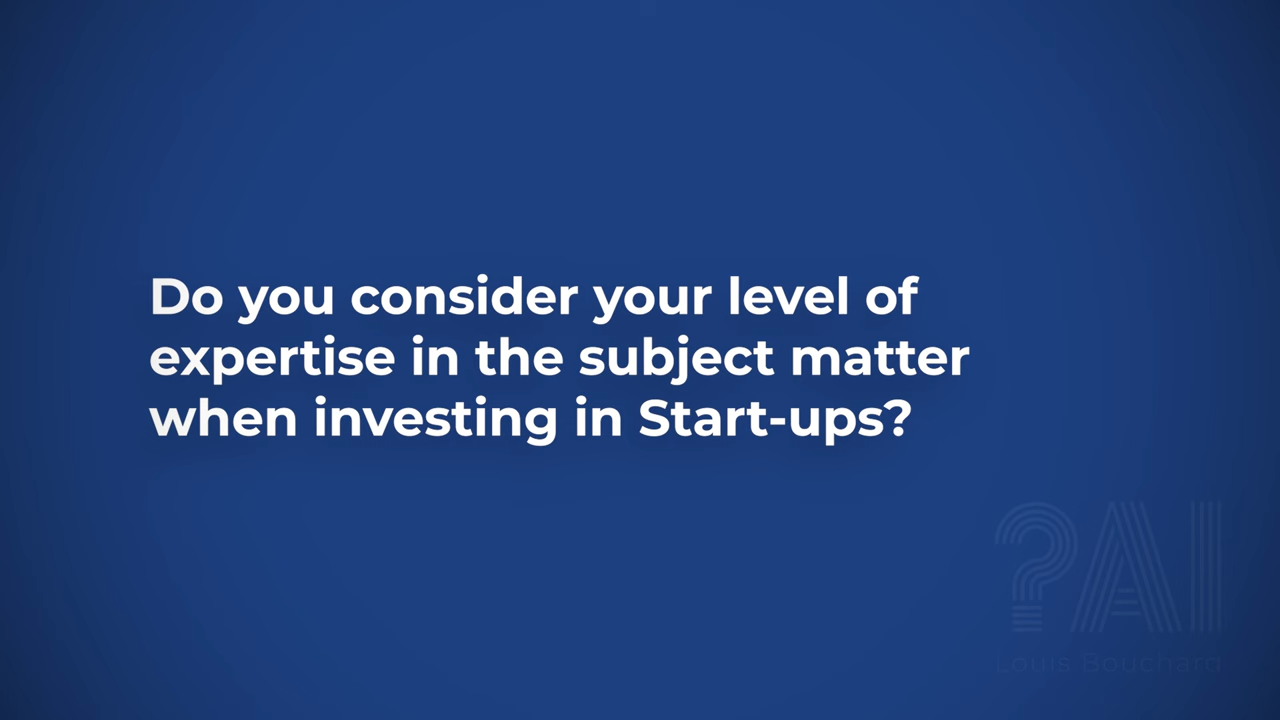 Do you consider your level of
expertise in the subject matter
when investing in Start-ups?
?AI
Louis Bouchard